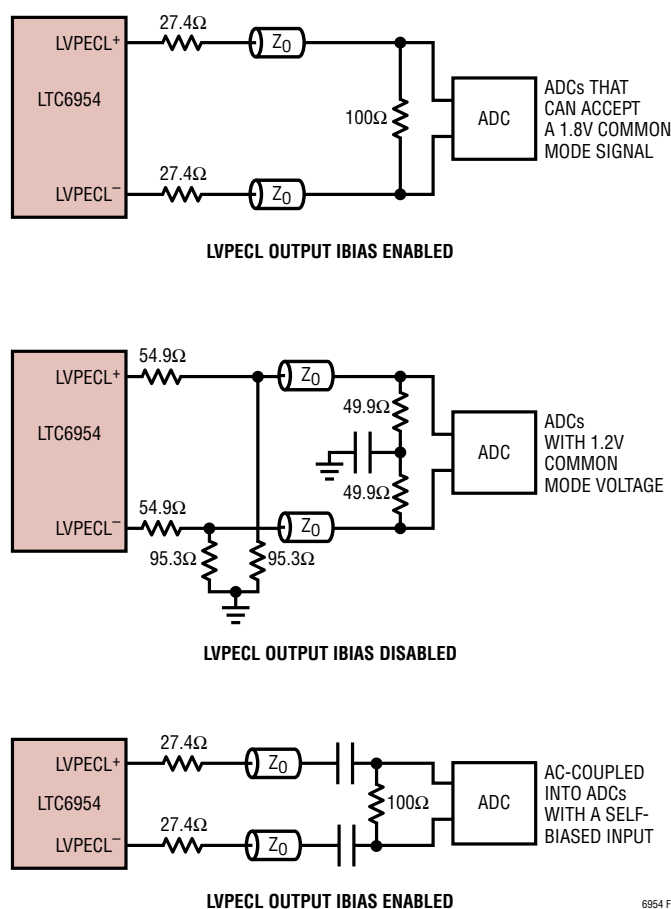 27.4Ω
LVPECL+
Z0
LTC6954
100Ω
ADC
ADCs THAT
CAN ACCEPT
A 1.8V COMMON
MODE SIGNAL
27.4Ω
LVPECL–
Z0
LVPECL OUTPUT IBIAS ENABLED
54.9Ω
LVPECL+
Z0
49.9Ω
LTC6954
ADC
ADCs
WITH 1.2V
COMMON
MODE VOLTAGE
49.9Ω
54.9Ω
LVPECL–
Z0
95.3Ω
95.3Ω
LVPECL OUTPUT IBIAS DISABLED
27.4Ω
LVPECL+
Z0
LTC6954
100Ω
ADC
AC-COUPLED
INTO ADCs
WITH A SELF-
BIASED INPUT
27.4Ω
LVPECL–
Z0
LVPECL OUTPUT IBIAS ENABLED
6954 F